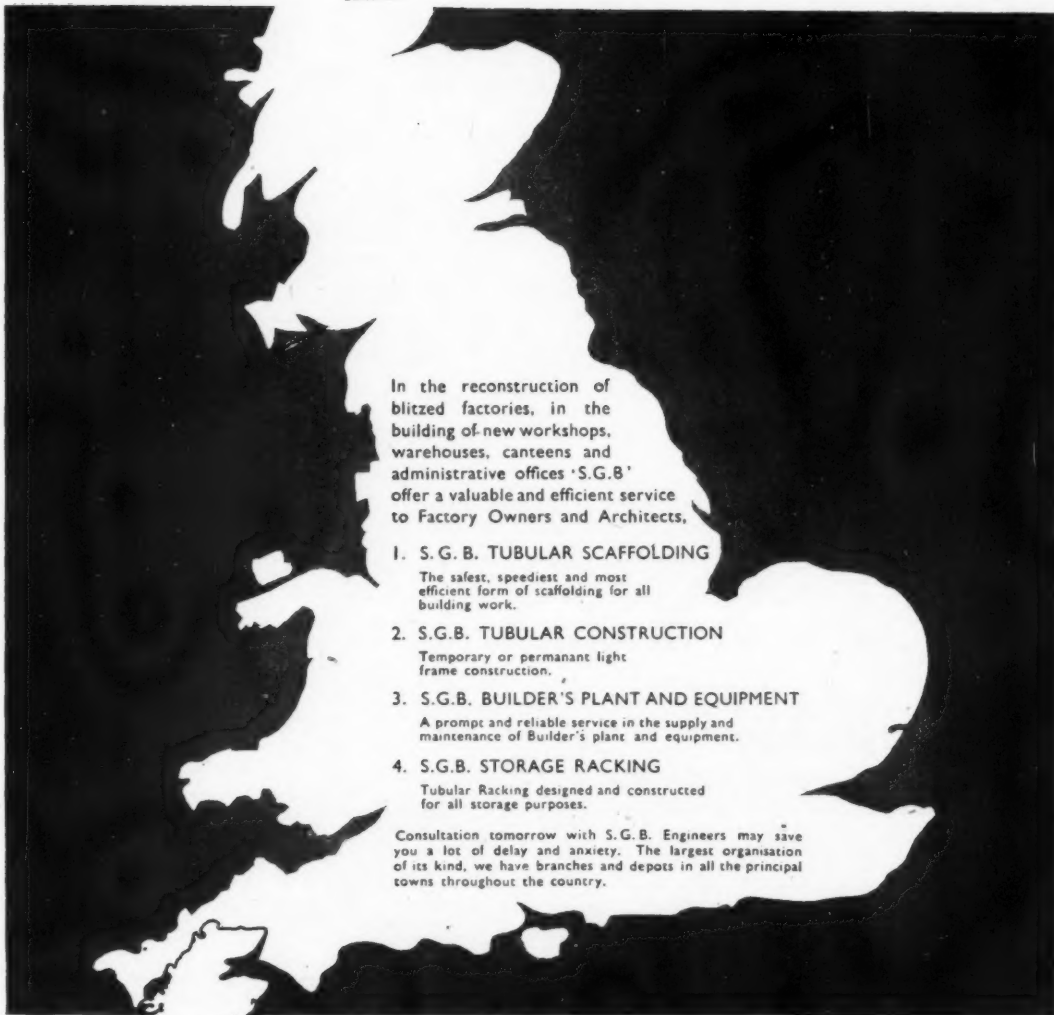 In the reconstruction of
blitzed factories, in the
building of new workshops,
warehouses, canteens and
administrative offices 'S.G.B'
offer a valuable and efficient service
to Factory Owners and Architects,
1. S.G.B. TUBULAR SCAFFOLDING
The safest, speediest and most
efficient form of scaffolding for all
building work.
2. S.G.B. TUBULAR CONSTRUCTION
Temporary or permanant light
frame construction.
3. S.G.B. BUILDER'S PLANT AND EQUIPMENT
A prompt and reliable service in the supply and
maintenance of Builder's plant and equipment.
4. S.G.B. STORAGE RACKING
Tubular Racking designed and constructed
for all storage purposes.
Consultation tomorrow with S.G.B. Engineers may save
you a lot of delay and anxiety. The largest organisation
of its kind, we have branches and depots in all the principal
towns throughout the country.